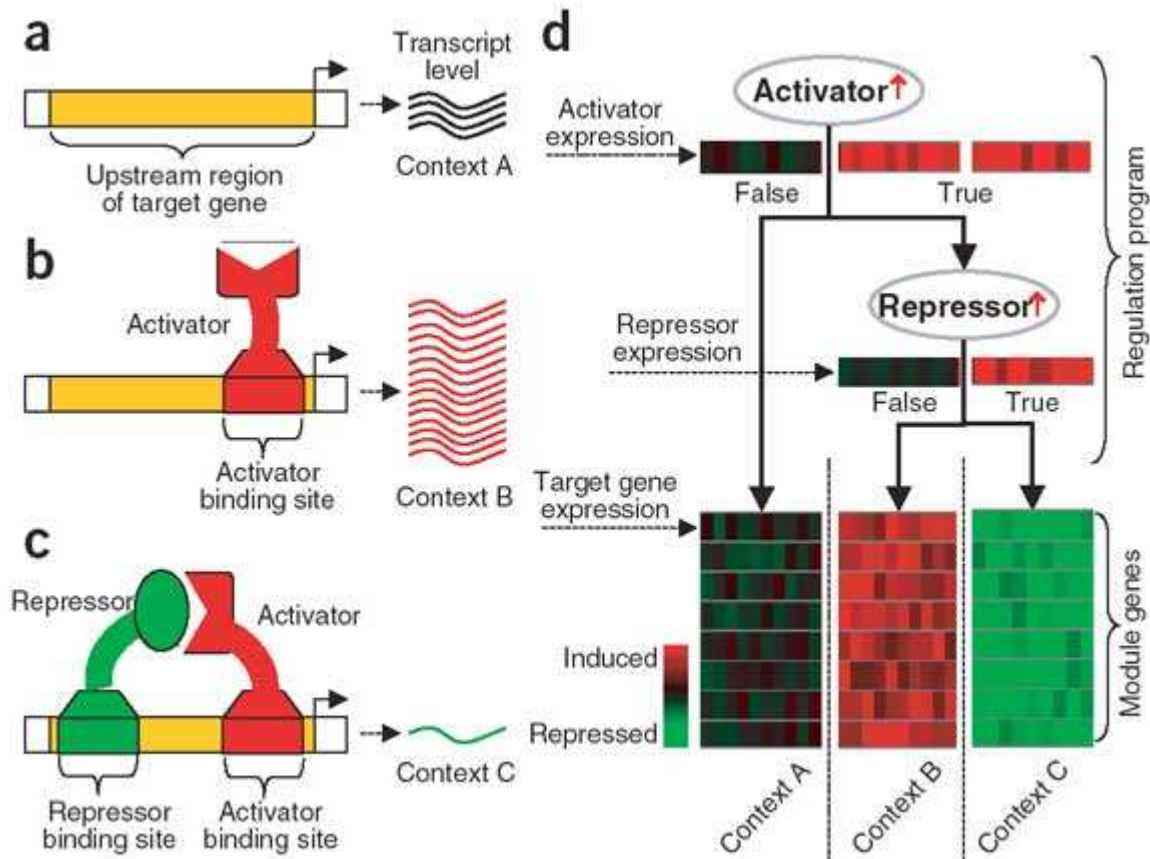 a
Transcript
level
Context A
Upstream region
of target gene
b
Activator
Activator
binding site
Context B
c
Repressor
Activator
Repressor
binding site
Activator
binding site
Context C
d
Activator↑
Activator
expression
False
True
Repressor↑
Repressor
expression
False
True
Regulation program
Target gene
expression
Induced
Repressed
Module genes
Context A
Context B
Context C